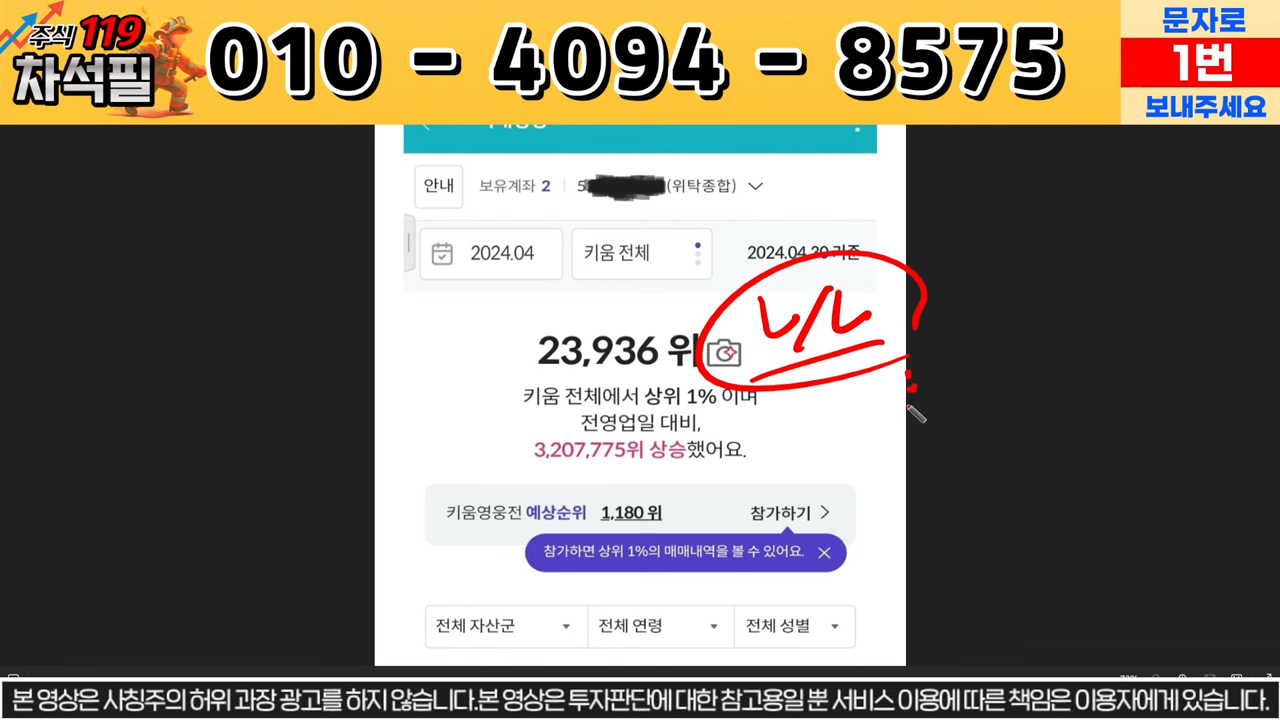 주식 119
차석필
010 - 4094 - 8575
문자로
1번
보내주세요
안내
보유계좌 2
5
(위탁종합)
2024.04
키움 전체
2024.04.30 기준
23,936 위
키움 전체에서 상위 1% 이며
전영업일 대비,
3,207,775위 상승했어요.
키움영웅전 예상순위 1,180 위
참가하기
참가하면 상위 1%의 매매내역을 볼 수 있어요.
전체 자산군
전체 연령
전체 성별
본 영상은 사칭주의 허위 과장 광고를 하지 않습니다.본 영상은 투자판단에 대한 참고용일 뿐 서비스 이용에 따른 책임은 이용자에게 있습니다.